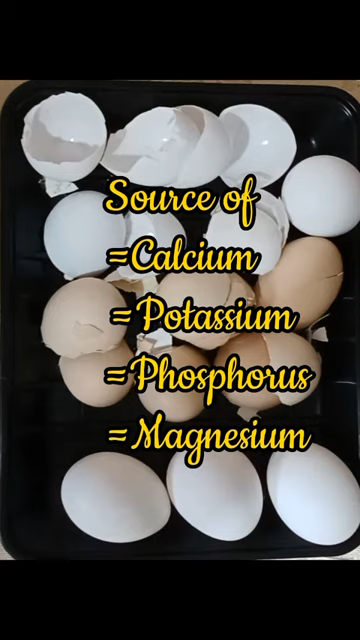 Source of
=Calcium
=Potassium
=Phosphorus
=Magnesium